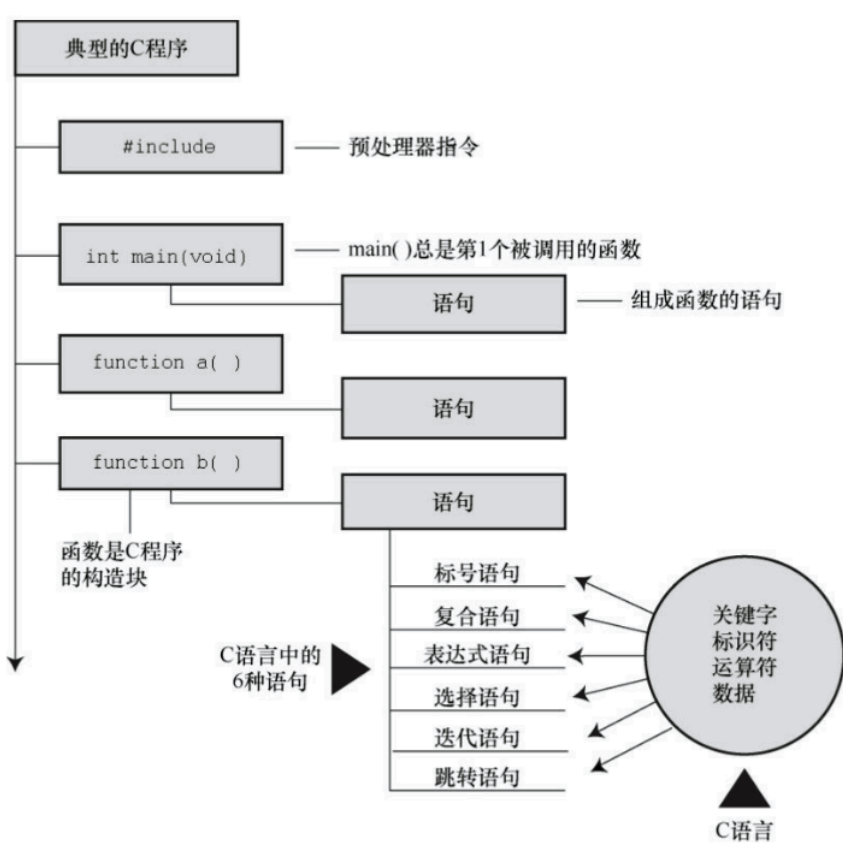 典型的C程序
#include
预处理器指令
int main(void)
main( )总是第1个被调用的函数
语句
组成函数的语句
function a( )
语句
function b( )
语句
函数是C程序
的构造块
标号语句
复合语句
表达式语句
选择语句
迭代语句
跳转语句
C语言中的
6种语句
关键字
标识符
运算符
数据
C语言